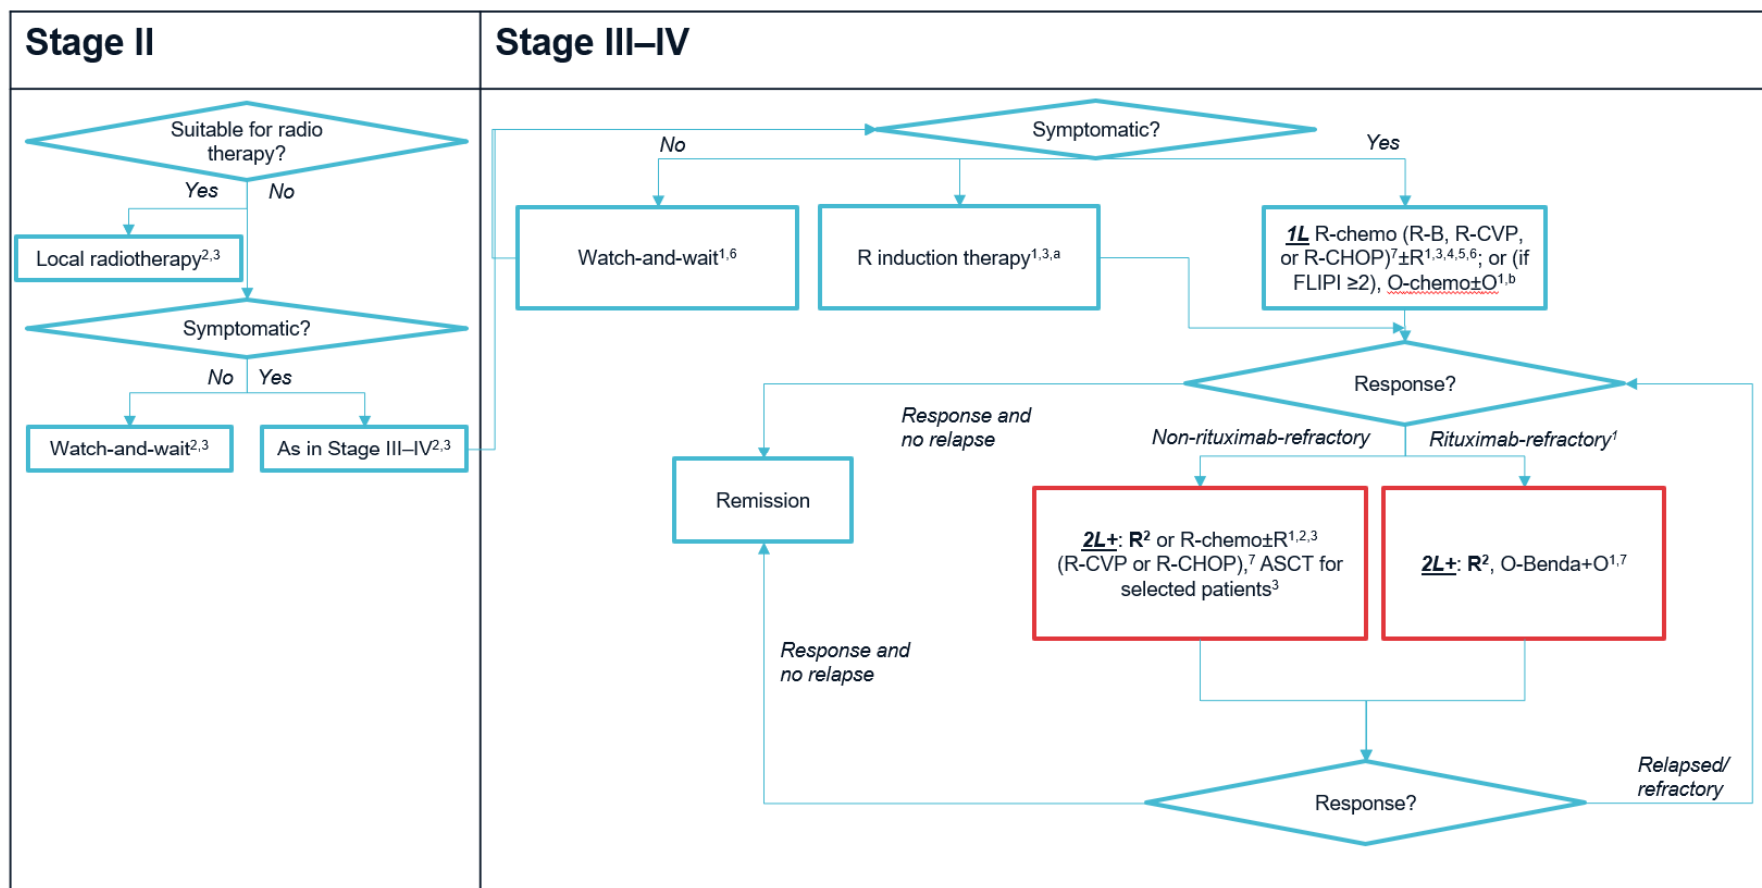 Stage II
Stage III–IV
Suitable for radio
therapy?
Yes
No
Local radiotherapy2,3
Symptomatic?
No
Yes
Watch-and-wait2,3
As in Stage III–IV2,3
Symptomatic?
No
Yes
Watch-and-wait1,6
R induction therapy1,3,a
1L R-chemo (R-B, R-CVP,
or R-CHOP)7±R1,3,4,5,6; or (if
FLIPI ≥2), O-chemo±O1,b
Response?
Response and
no relapse
Non-rituximab-refractory
Rituximab-refractory1
Remission
2L+: R2 or R-chemo±R1,2,3
(R-CVP or R-CHOP),7 ASCT for
selected patients3
2L+: R2, O-Benda+O1,7
Response and
no relapse
Relapsed/
refractory
Response?